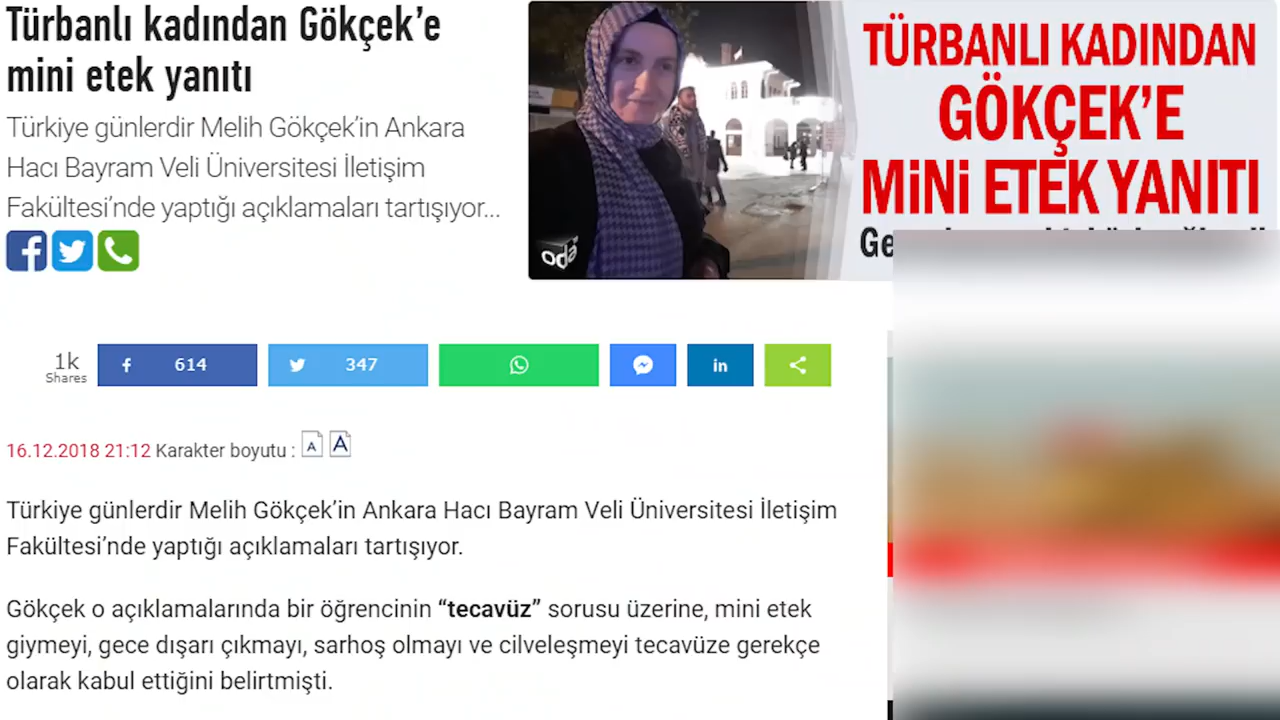 Türbanlı kadından Gökçek’e
mini etek yanıtı
Türkiye günlerdir Melih Gökçek’in Ankara
Hacı Bayram Veli Üniversitesi İletişim
Fakültesi’nde yaptığı açıklamaları tartışıyor...
oda
TÜRBANLI KADINDAN
GÖKÇEK’E
MİNİ ETEK YANITI
1k
Shares
614
347
in
16.12.2018 21:12 Karakter boyutu : A A
Türkiye günlerdir Melih Gökçek’in Ankara Hacı Bayram Veli Üniversitesi İletişim
Fakültesi’nde yaptığı açıklamaları tartışıyor.
Gökçek o açıklamalarında bir öğrencinin “tecavüz” sorusu üzerine, mini etek
giymeyi, gece dışarı çıkmayı, sarhoş olmayı ve cilveleşmeyi tecavüze gerekçe
olarak kabul ettiğini belirtmişti.